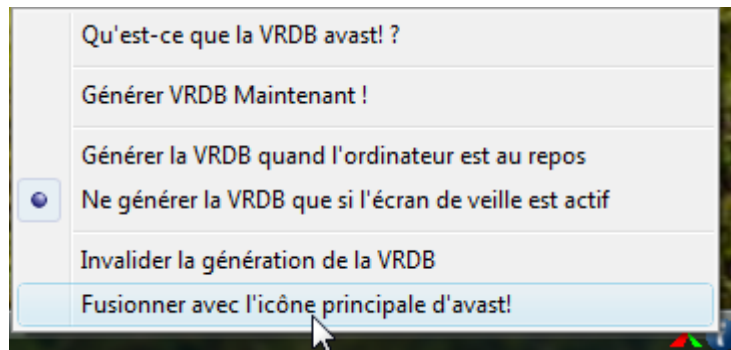 Qu'est-ce que la VRDB avast! ?
Générer VRDB Maintenant !
Générer la VRDB quand l'ordinateur est au repos
Ne générer la VRDB que si l'écran de veille est actif
Invalider la génération de la VRDB
Fusionner avec l'icône principale d'avast!